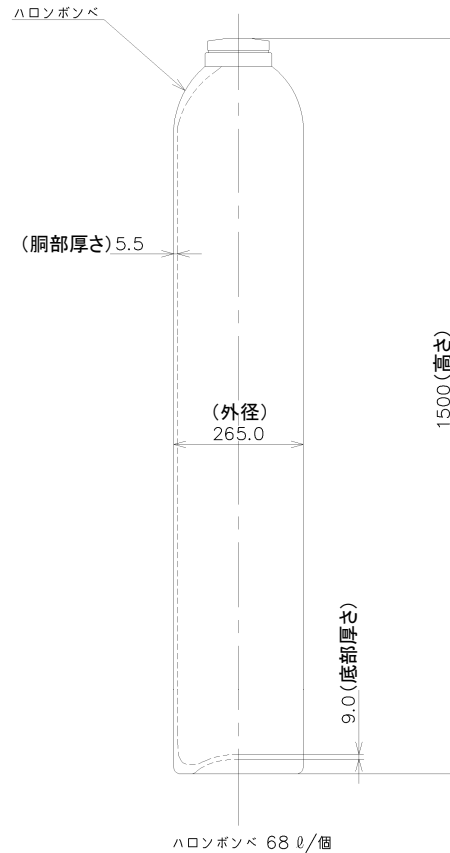 ハロンボンベ
(胴部厚さ)5.5
(外径)
265.0
1500(高さ)
9.0(底部厚さ)
ハロンボンベ 68 ℓ/個